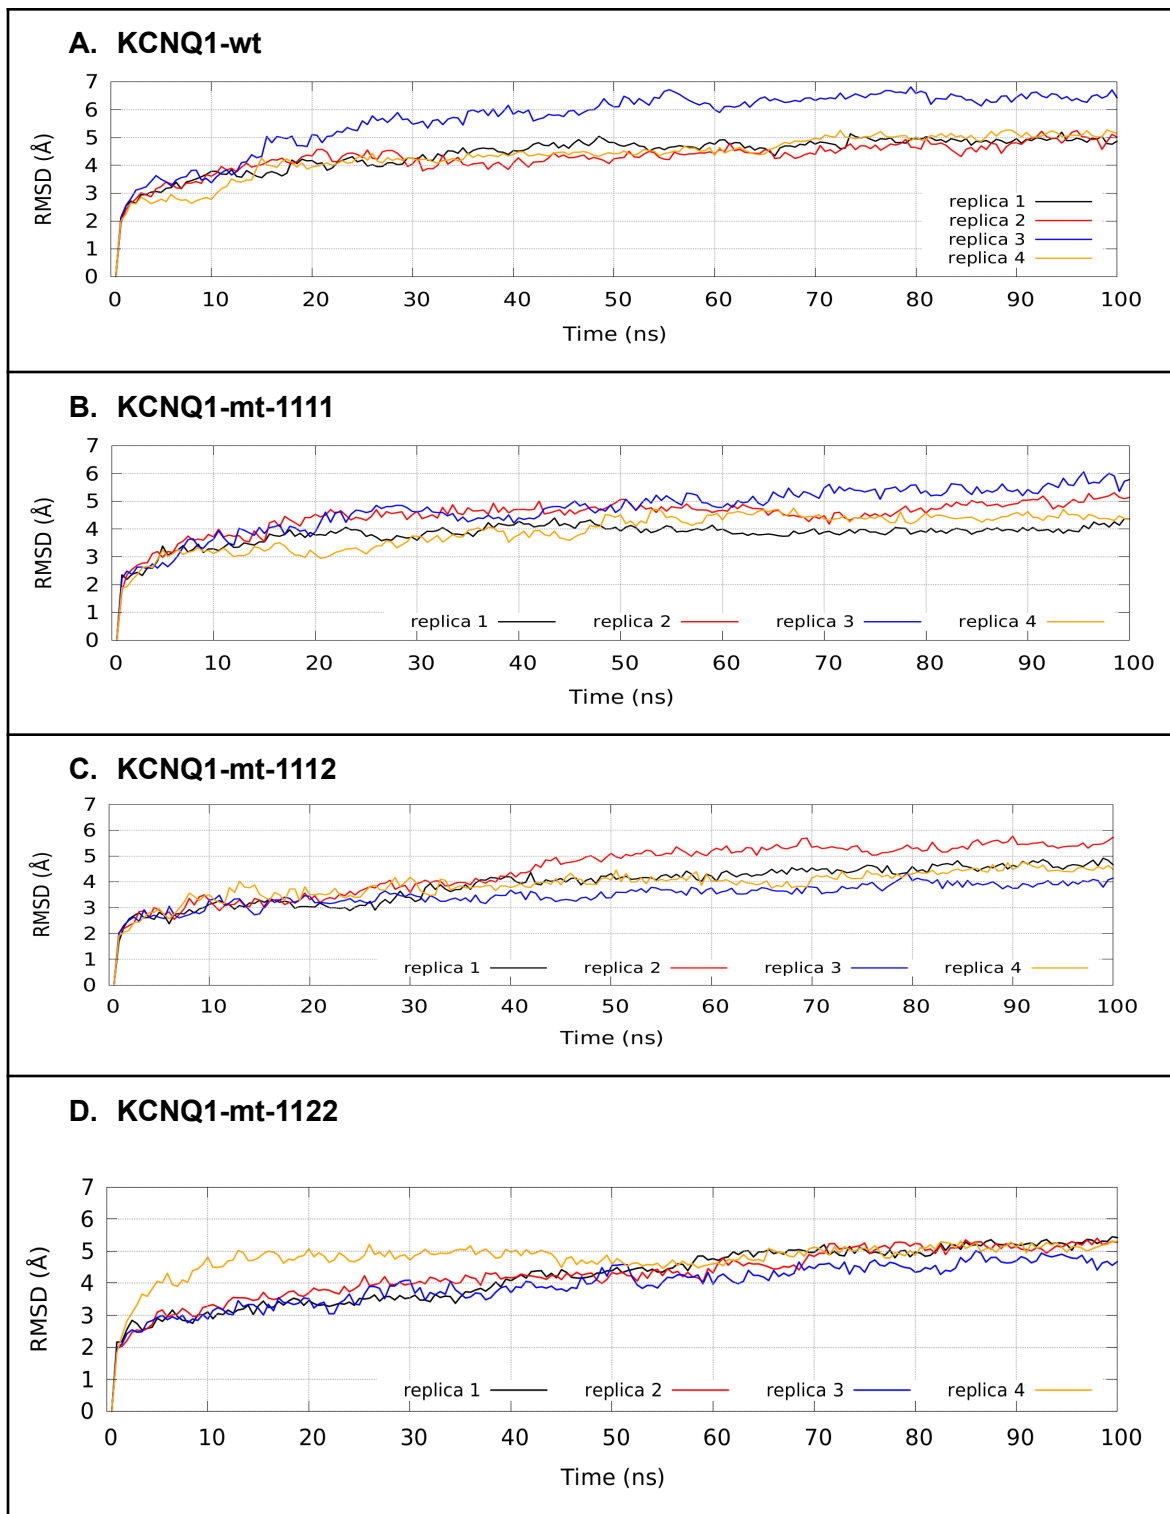 A. KCNQ1-wt
7
6
5
4
3
2
1
0
RMSD (Å)
replica 1
replica 2
replica 3
replica 4
0 10 20 30 40 50 60 70 80 90 100
Time (ns)
B. KCNQ1-mt-1111
7
6
5
4
3
2
1
0
RMSD (Å)
replica 1 replica 2 replica 3 replica 4
0 10 20 30 40 50 60 70 80 90 100
Time (ns)
C. KCNQ1-mt-1112
7
6
5
4
3
2
1
0
RMSD (Å)
replica 1 replica 2 replica 3 replica 4
0 10 20 30 40 50 60 70 80 90 100
Time (ns)
D. KCNQ1-mt-1122
7
6
5
4
3
2
1
0
RMSD (Å)
replica 1 replica 2 replica 3 replica 4
0 10 20 30 40 50 60 70 80 90 100
Time (ns)